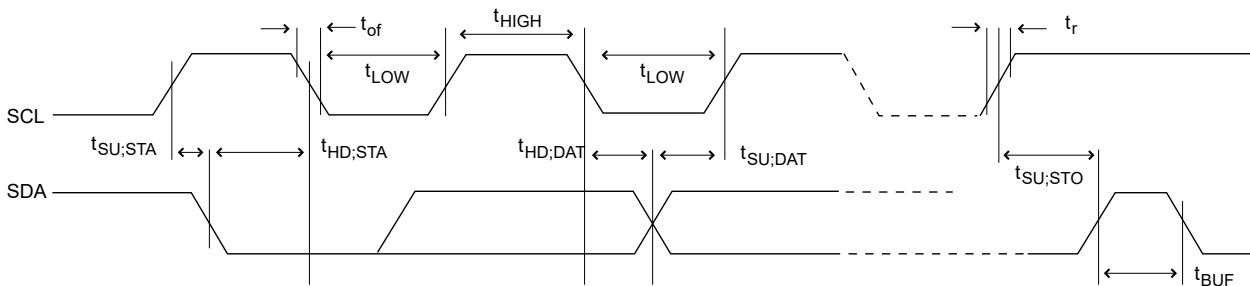 t_of
t_HIGH
t_r
t_LOW
t_LOW
SCL
t_SU;STA
t_HD;STA
t_HD;DAT
t_SU;DAT
t_SU;STO
SDA
t_BUF